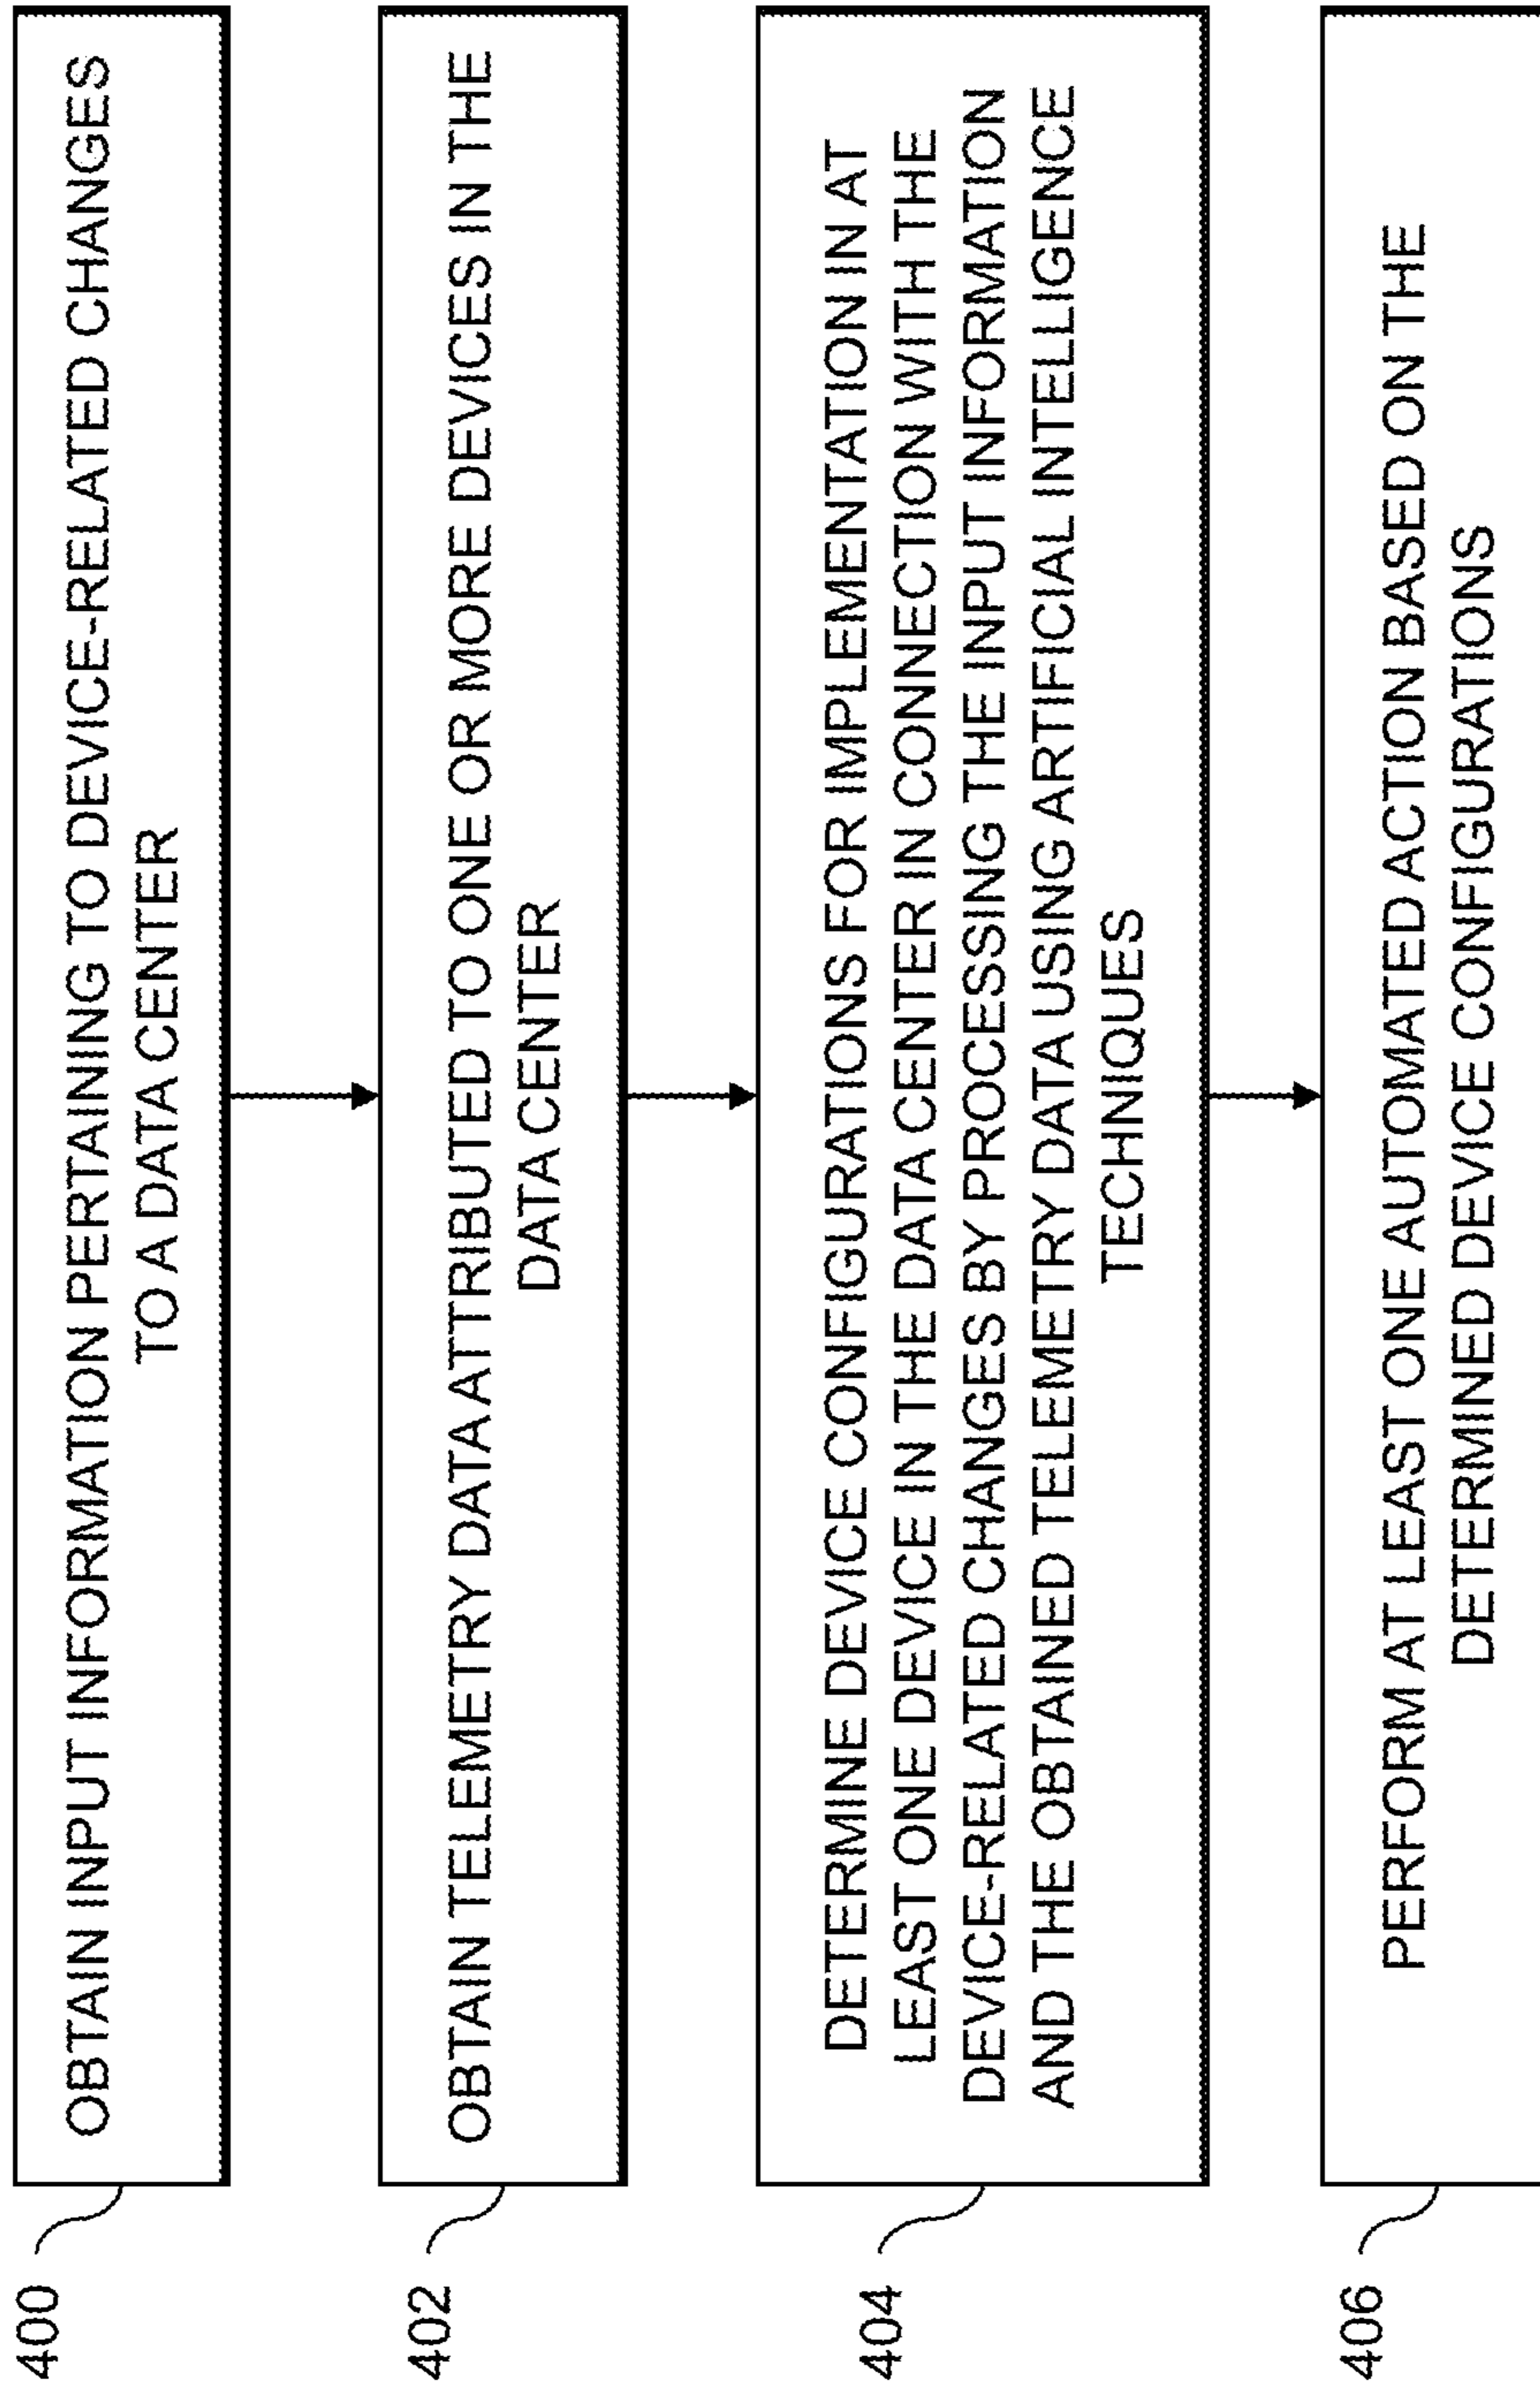 400
OBTAIN INPUT INFORMATION PERTAINING TO DEVICE-RELATED CHANGES
TO A DATA CENTER
402
OBTAIN TELEMETRY DATA ATTRIBUTED TO ONE OR MORE DEVICES IN THE
DATA CENTER
404
DETERMINE DEVICE CONFIGURATIONS FOR IMPLEMENTATION IN AT
LEAST ONE DEVICE IN THE DATA CENTER IN CONNECTION WITH THE
DEVICE-RELATED CHANGES BY PROCESSING THE INPUT INFORMATION
AND THE OBTAINED TELEMETRY DATA USING ARTIFICIAL INTELLIGENCE
TECHNIQUES
406
PERFORM AT LEAST ONE AUTOMATED ACTION BASED ON THE
DETERMINED DEVICE CONFIGURATIONS